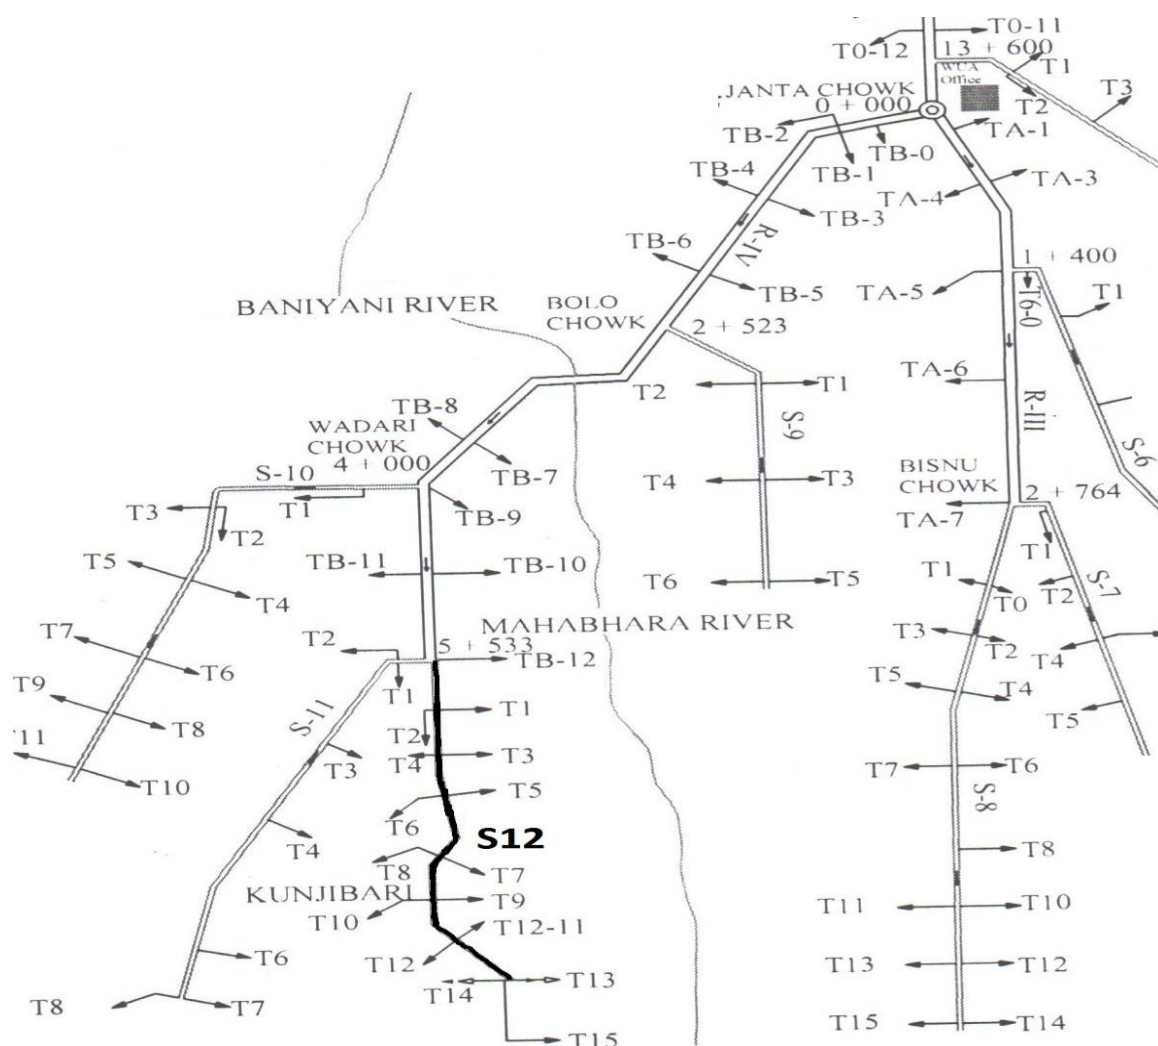 T0-11
T0-12
13 + 600
WUA
Office
T1
T3
T2
JANTA CHOWK
0 + 000
TA-1
TB-2
TB-0
TB-1
TB-4
TA-3
TA-4
TB-3
R-IV
TB-6
1 + 400
TA-5
T6-0
T1
TB-5
BANIYANI RIVER
BOLO
CHOWK
2 + 523
TA-6
R-III
T2
T1
S-9
TB-8
WADARI
CHOWK
4 + 000
S-10
TB-7
S-6
BISNU
CHOWK
2 + 764
TA-7
T4
T3
T1
TB-9
T3
T2
T1
T5
TB-11
TB-10
T6
T5
T1
T2
S-7
T0
T4
MAHABHARA RIVER
T7
T2
5 + 533
TB-12
T3
T2
T4
T6
T1
T5
T4
T9
S-11
T8
T1
T2
T5
11
T3
T4
T3
T10
T7
T6
S-8
T5
T6
S12
T4
T8
T8
T7
KUNJIBARI
T9
T10
T11
T10
T12-11
T6
T12
T13
T12
T14
T13
T8
T7
T15
T15
T14